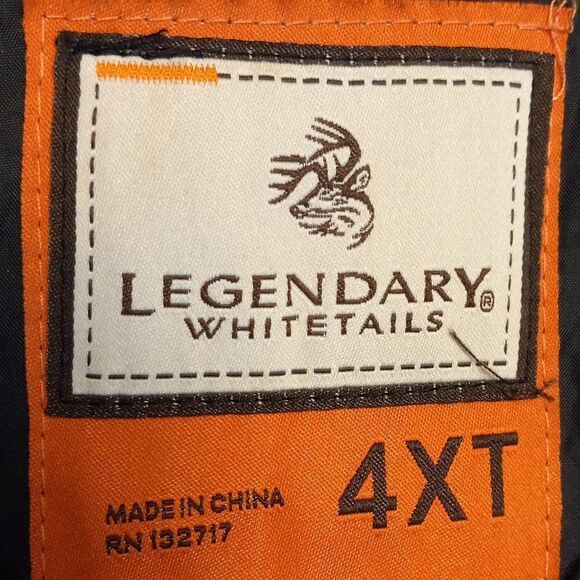 LEGENDARY®
WHITETAILS
4XT
MADE IN CHINA
RN 132717